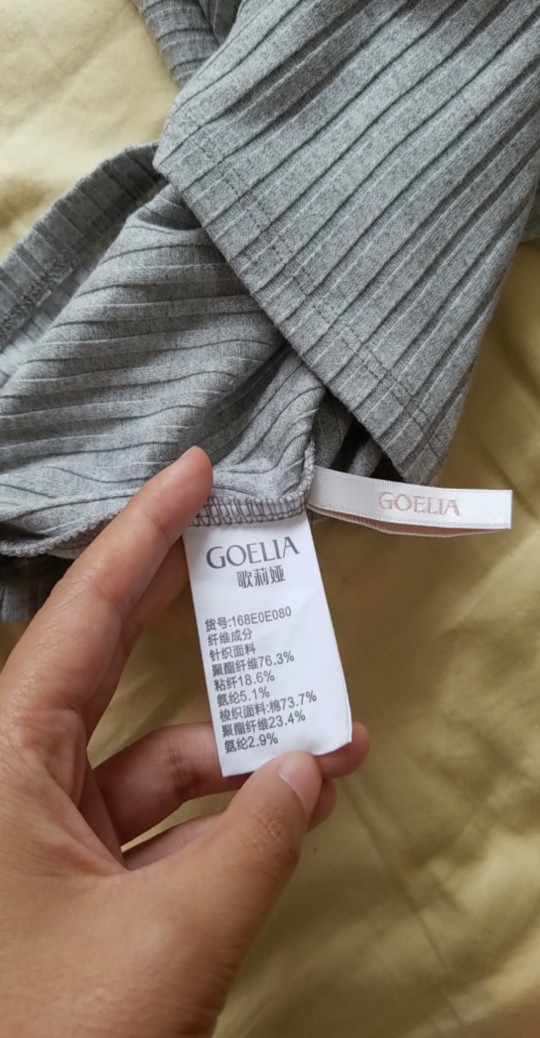 GOELIA
GOELIA
歌莉娅
货号:168E0E080
纤维成分
针织面料
聚酯纤维76.3%
粘纤18.6%
氨纶5.1%
梭织面料:棉73.7%
聚酯纤维23.4%
氨纶2.9%